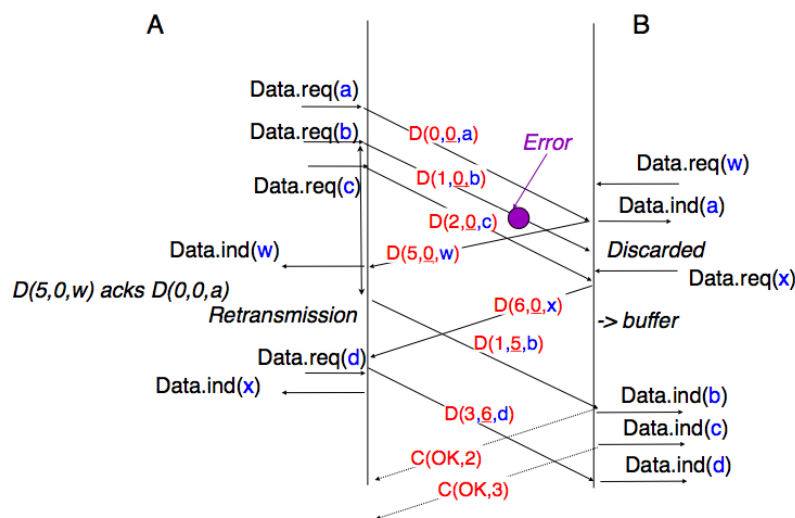 A
B
Data.req(a)
Data.req(b)
D(0,0,a)
Error
Data.req(w)
Data.req(c)
D(1,0,b)
Data.ind(a)
D(2,0,c)
Data.ind(w)
D(5,0,w)
Discarded
Data.req(x)
D(5,0,w) acks D(0,0,a)
D(6,0,x)
Retransmission
-> buffer
D(1,5,b)
Data.req(d)
Data.ind(x)
Data.ind(b)
D(3,6,d)
Data.ind(c)
C(OK,2)
Data.ind(d)
C(OK,3)